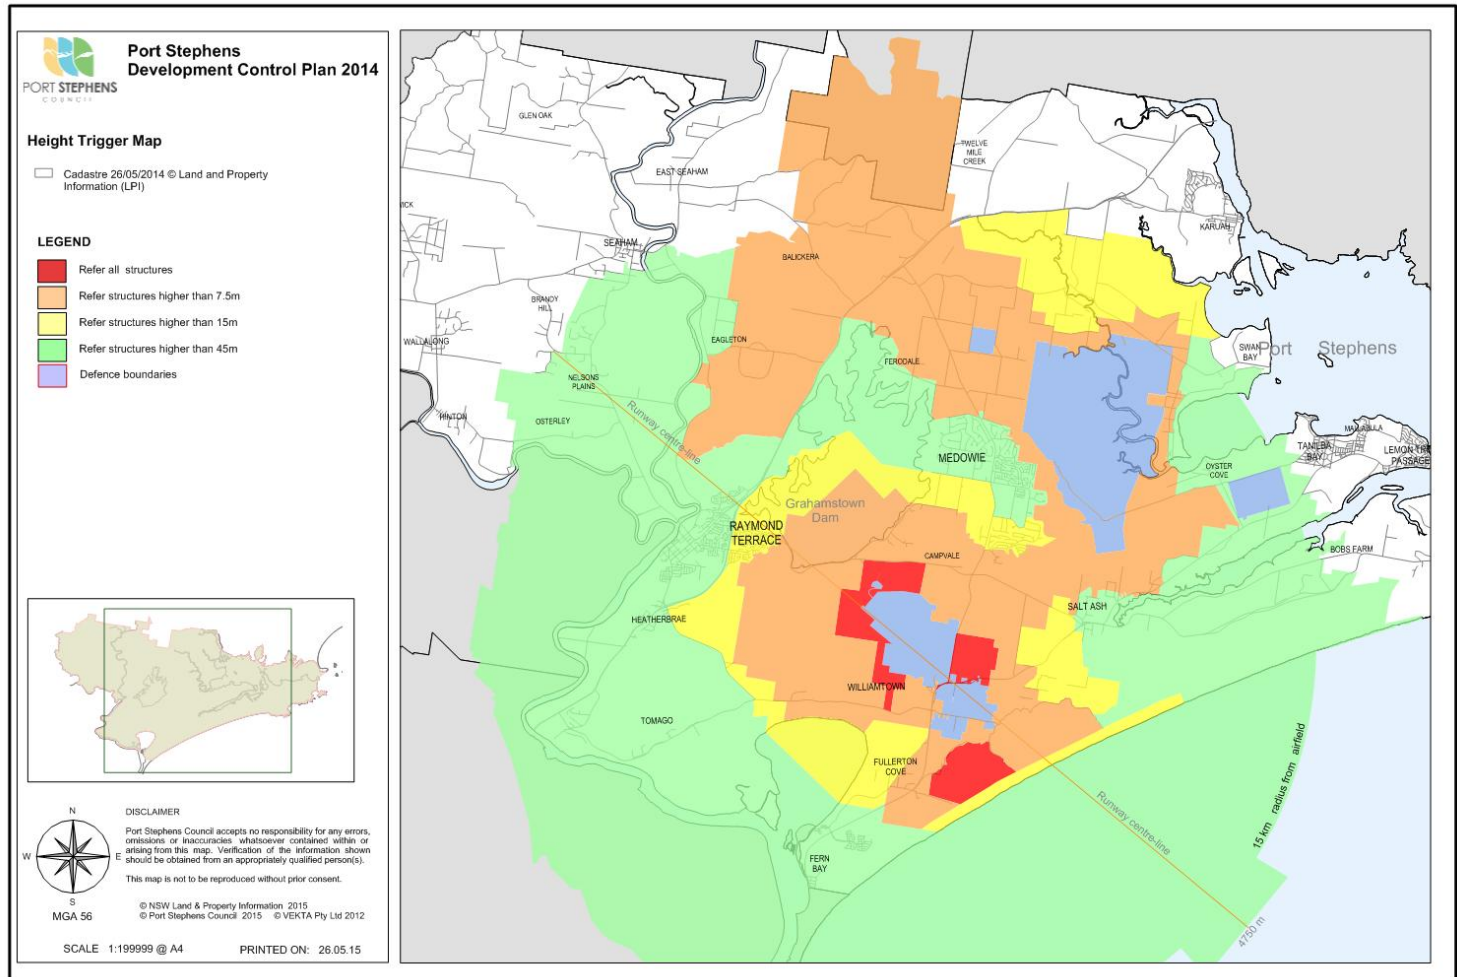 PORT STEPHENS
COUNCIL
Port Stephens
Development Control Plan 2014
Height Trigger Map
Cadastre 26/05/2014 © Land and Property
Information (LPI)
LEGEND
Refer all structures
Refer structures higher than 7.5m
Refer structures higher than 15m
Refer structures higher than 45m
Defence boundaries
N
W
E
S
MGA 56
DISCLAIMER
Port Stephens Council accepts no responsibility for any errors,
omissions or inaccuracies whatsoever contained within or
arising from this map. Verification of the information shown
should be obtained from an appropriately qualified person(s).
This map is not to be reproduced without prior consent.
© NSW Land & Property Information 2015
© Port Stephens Council 2015 © VEKTA Pty Ltd 2012
SCALE 1:199999 @ A4
PRINTED ON: 26.05.15
GLEN OAK
TWELVE
MILE
CREEK
EAST SEAHAM
WICK
KARUAH
SEAHAM
BALICKERA
BRANDY
HILL
WALLALONG
EAGLETON
FERODALE
SWAN
BAY
Port Stephens
NELSONS
PLAINS
HINTON
OSTERLEY
Runway centre-line
MALLABULA
TANILBA
BAY
LEMON TREE
PASSAGE
MEDOWIE
OYSTER
COVE
Grahamstown
Dam
RAYMOND
TERRACE
CAMPVALE
BOBS FARM
SALT ASH
HEATHERBRAE
WILLIAMTOWN
TOMAGO
FULLERTON
COVE
15 km radius from airfield
Runway centre-line
FERN
BAY
4750 m